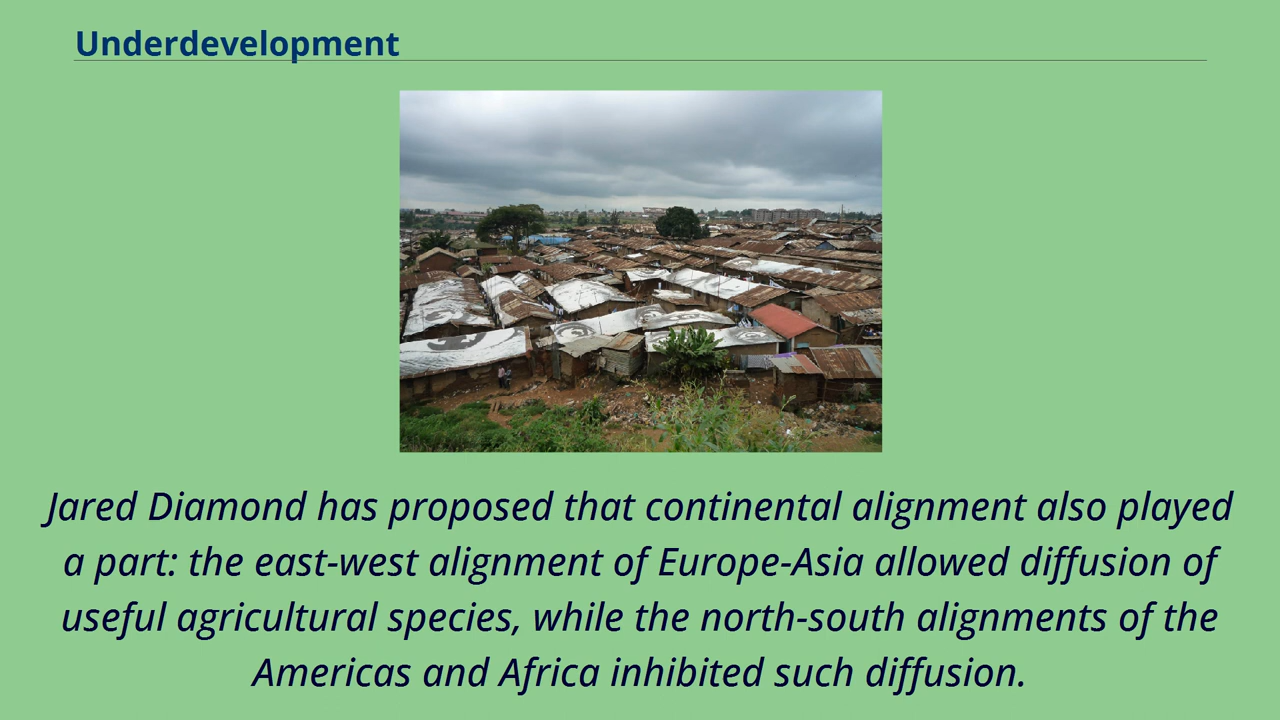 Underdevelopment
Jared Diamond has proposed that continental alignment also played
a part: the east-west alignment of Europe-Asia allowed diffusion of
useful agricultural species, while the north-south alignments of the
Americas and Africa inhibited such diffusion.